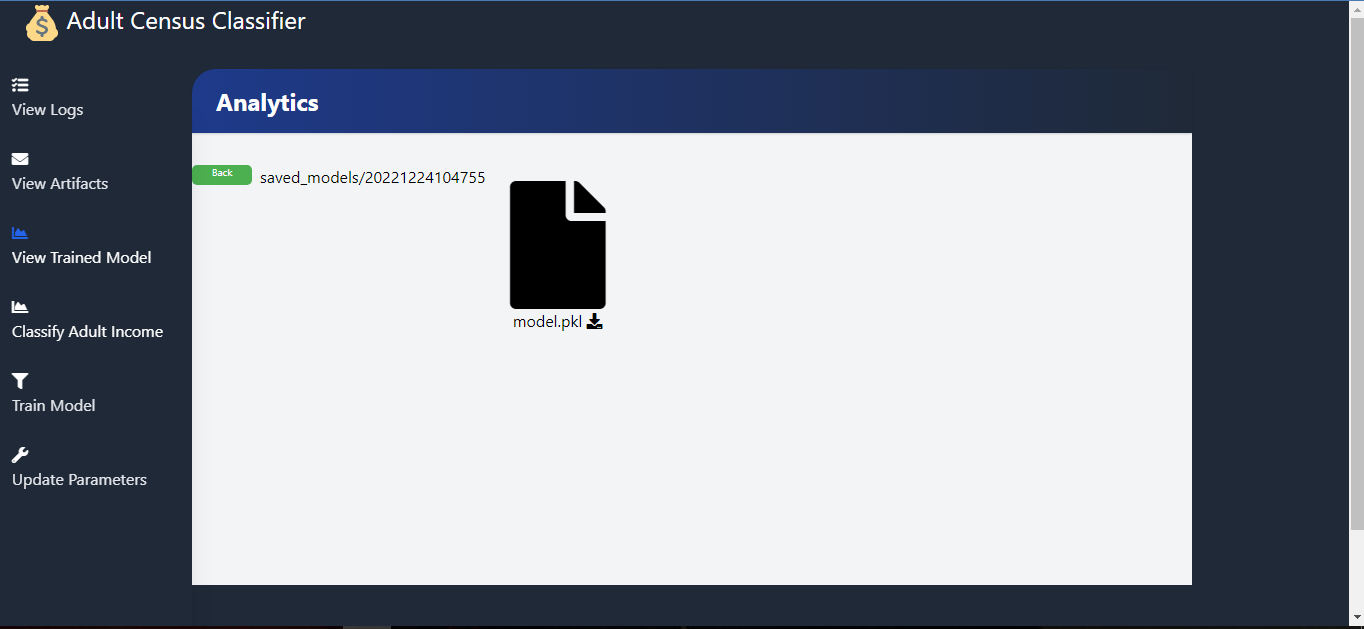 Adult Census Classifier
View Logs
View Artifacts
View Trained Model
Classify Adult Income
Train Model
Update Parameters
Analytics
Back saved_models/20221224104755
model.pkl